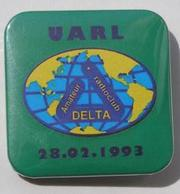 UARL
Amateur radioclub
DELTA
28.02.1993